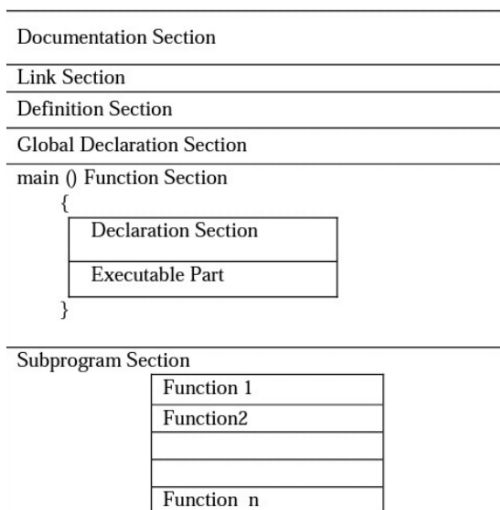 Documentation Section
Link Section
Definition Section
Global Declaration Section
main () Function Section
{
Declaration Section
Executable Part
}
Subprogram Section
Function 1
Function2
Function n